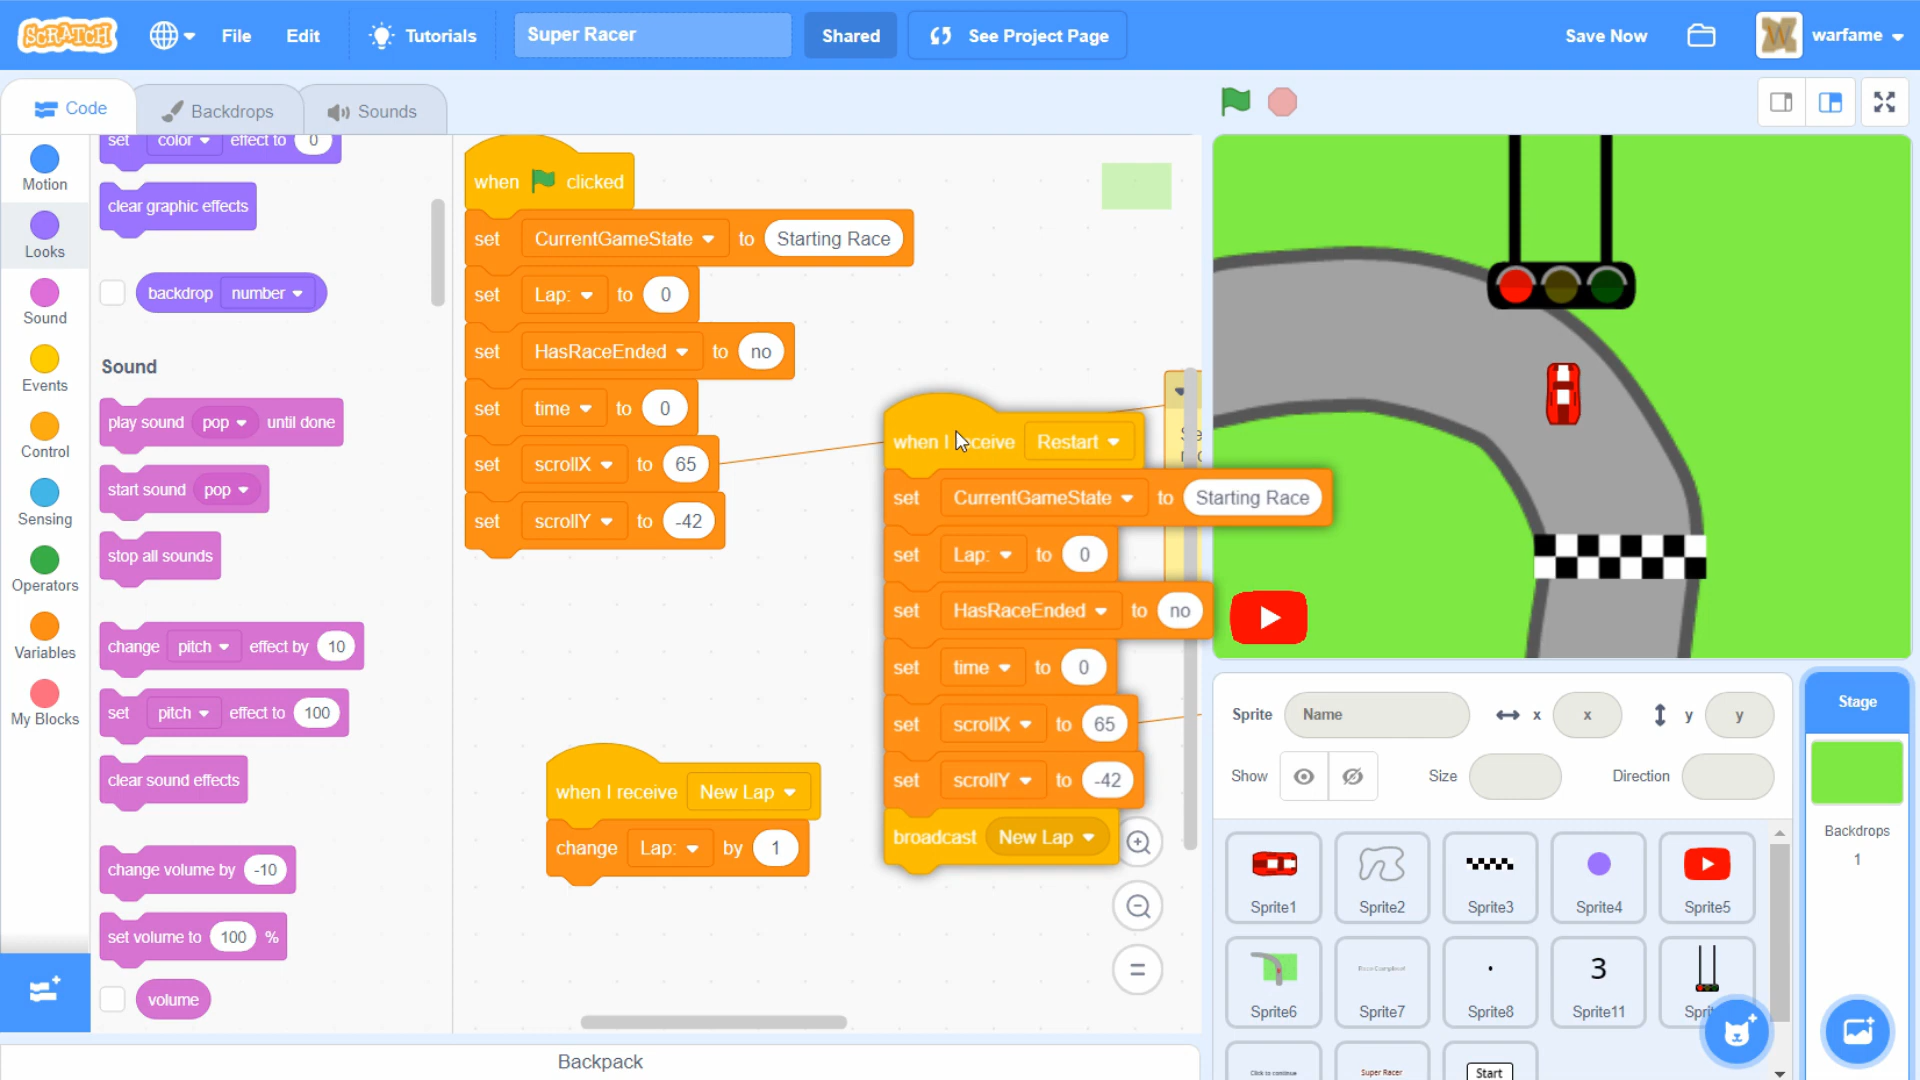 SCRATCH File Edit Tutorials Super Racer Shared See Project Page Save Now warfame
Code Backdrops Sounds
Motion
Looks
Sound
Events
Control
Sensing
Operators
Variables
My Blocks
set color effect to 0
clear graphic effects
backdrop number
Sound
play sound pop until done
start sound pop
stop all sounds
change pitch effect by 10
set pitch effect to 100
clear sound effects
change volume by -10
set volume to 100 %
volume
when clicked
set CurrentGameState to Starting Race
set Lap: to 0
set HasRaceEnded to no
set time to 0
set scrollX to 65
set scrollY to -42
when I receive New Lap
change Lap: by 1
when I receive Restart
set CurrentGameState to Starting Race
set Lap: to 0
set HasRaceEnded to no
set time to 0
set scrollX to 65
set scrollY to -42
broadcast New Lap
Backpack
Sprite Name x x y y
Show Size Direction
Sprite1 Sprite2 Sprite3 Sprite4 Sprite5
3
Sprite6 Sprite7 Sprite8 Sprite11 Spri
Click to continue Super Racer Start
Stage
Backdrops
1